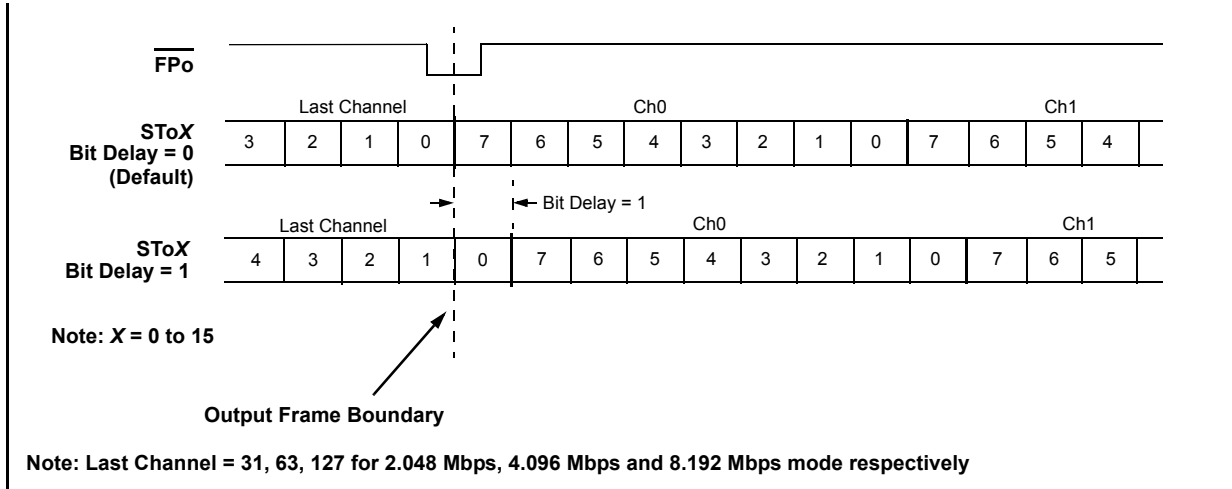 FPo
Last Channel Ch0 Ch1
SToX
Bit Delay = 0
(Default)
3 2 1 0 7 6 5 4 3 2 1 0 7 6 5 4
Bit Delay = 1
Last Channel Ch0 Ch1
SToX
Bit Delay = 1
4 3 2 1 0 7 6 5 4 3 2 1 0 7 6 5
Note: X = 0 to 15
Output Frame Boundary
Note: Last Channel = 31, 63, 127 for 2.048 Mbps, 4.096 Mbps and 8.192 Mbps mode respectively